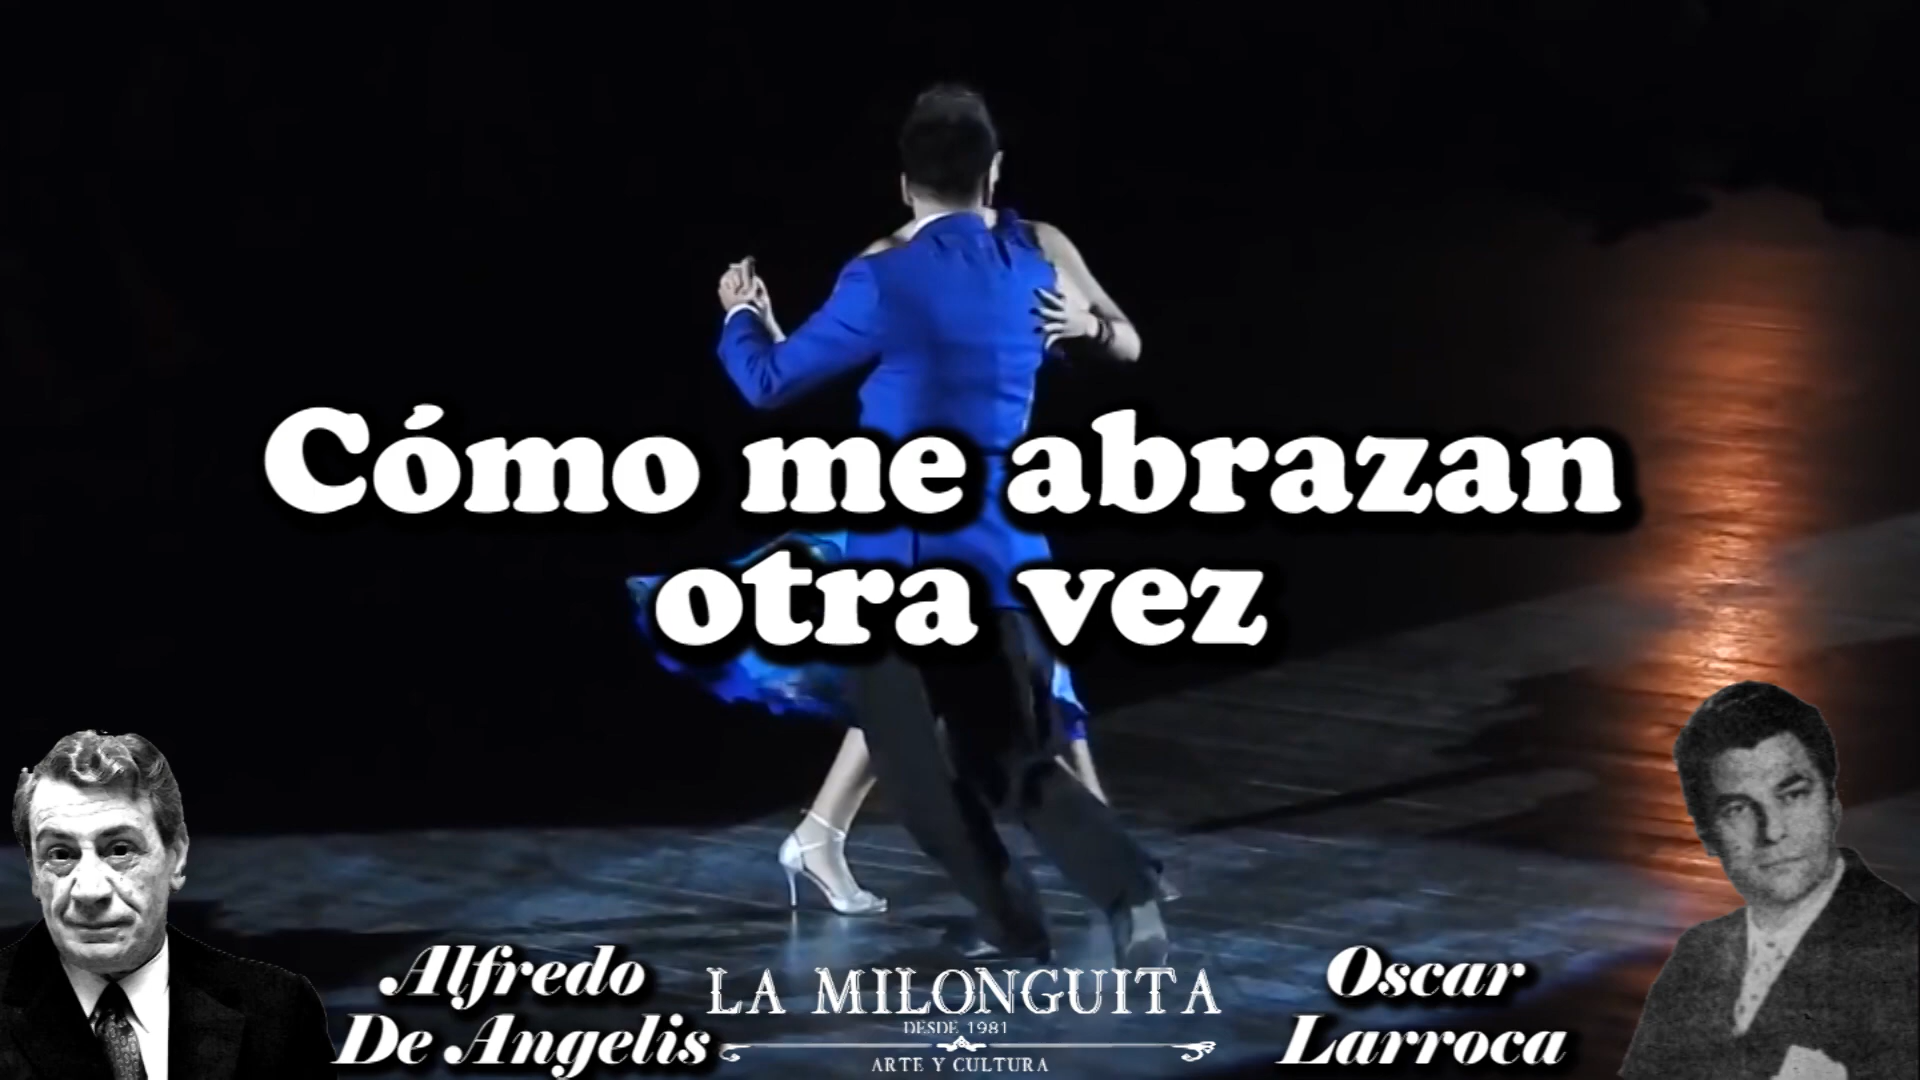 Cómo me abrazan
otra vez
Alfredo
De Angelis
LA MILONGUITA
DESDE 1981
ARTE Y CULTURA
Oscar
Larroca